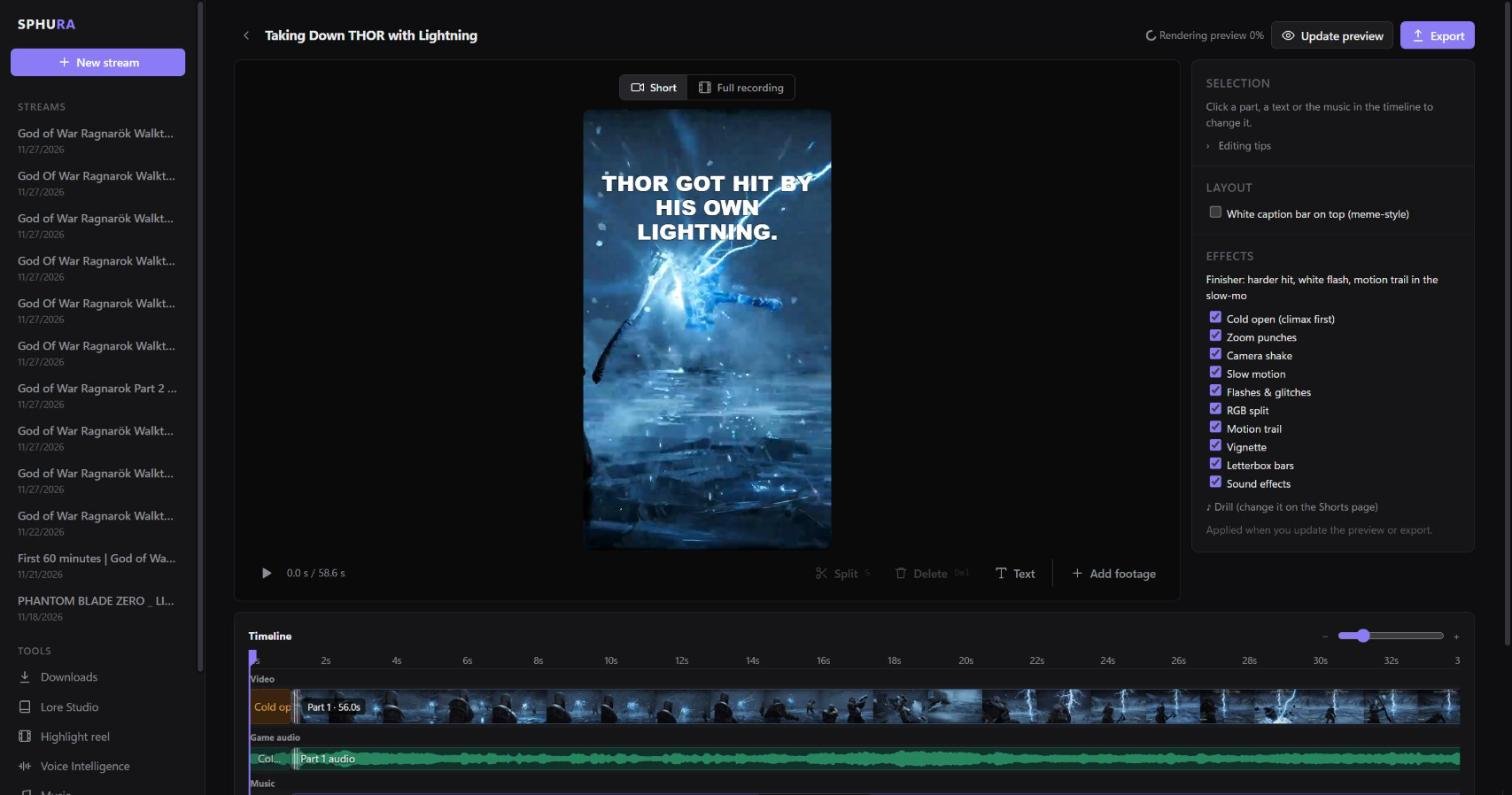 SPHURA
+ New stream
STREAMS
God of War Ragnarök Walkt...
11/27/2026
God Of War Ragnarok Walkt...
11/27/2026
God of War Ragnarök Walkt...
11/27/2026
God Of War Ragnarok Walkt...
11/27/2026
God Of War Ragnarok Walkt...
11/27/2026
God Of War Ragnarok Walkt...
11/27/2026
God of War Ragnarok Part 2 ...
11/27/2026
God of War Ragnarök Walkt...
11/27/2026
God of War Ragnarök Walkt...
11/27/2026
God of War Ragnarok Walkt...
11/22/2026
First 60 minutes | God of Wa...
11/21/2026
PHANTOM BLADE ZERO _ LI...
11/18/2026
TOOLS
Downloads
Lore Studio
Highlight reel
Voice Intelligence
Music
Taking Down THOR with Lightning
Rendering preview 0%
Update preview
Export
Short
Full recording
THOR GOT HIT BY
HIS OWN
LIGHTNING.
0.0 s / 58.6 s
Split S
Delete Del
Text
+ Add footage
SELECTION
Click a part, a text or the music in the timeline to
change it.
› Editing tips
LAYOUT
White caption bar on top (meme-style)
EFFECTS
Finisher: harder hit, white flash, motion trail in the
slow-mo
Cold open (climax first)
Zoom punches
Camera shake
Slow motion
Flashes & glitches
RGB split
Motion trail
Vignette
Letterbox bars
Sound effects
♪ Drill (change it on the Shorts page)
Applied when you update the preview or export.
Timeline
− +
s 2s 4s 6s 8s 10s 12s 14s 16s 18s 20s 22s 24s 26s 28s 30s 32s 3
Video
Cold op
Part 1 · 56.0s
Game audio
Col...
Part 1 audio
Music